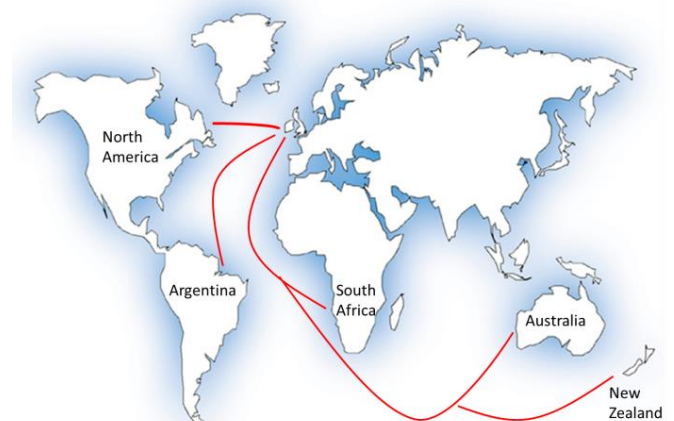 North
America
Argentina
South
Africa
Australia
New
Zealand